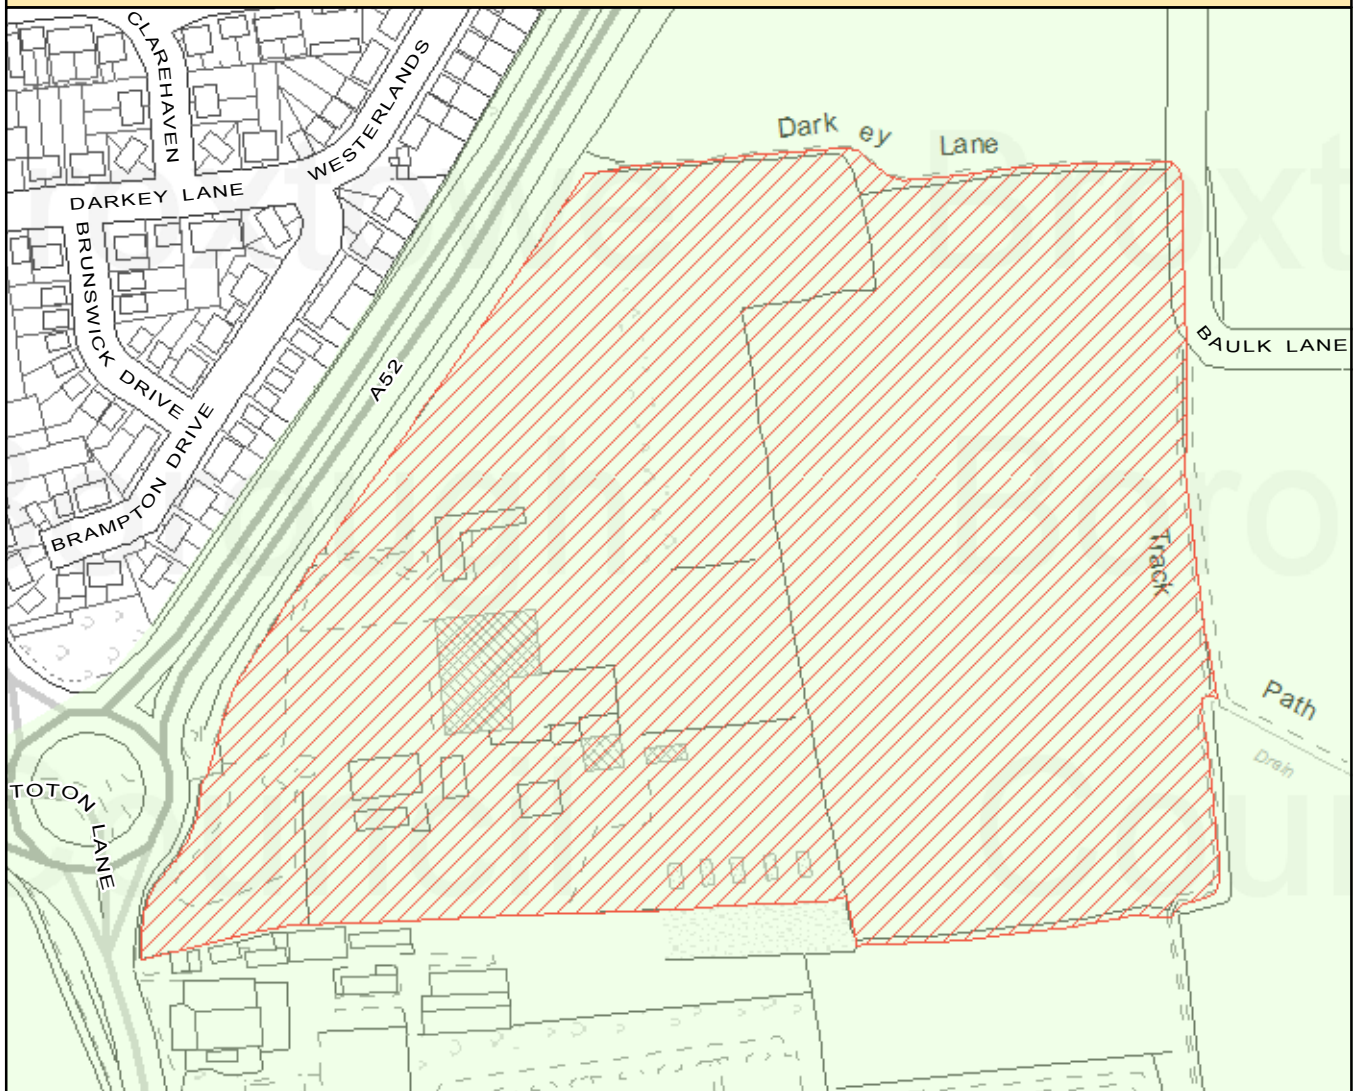 CLAREHAVEN
WESTERLANDS
DARKEY LANE
BRUNSWICK DRIVE
BRAMPTON DRIVE
A52
TOTON LANE
Dark ey Lane
BAULK LANE
Track
Path
Drain